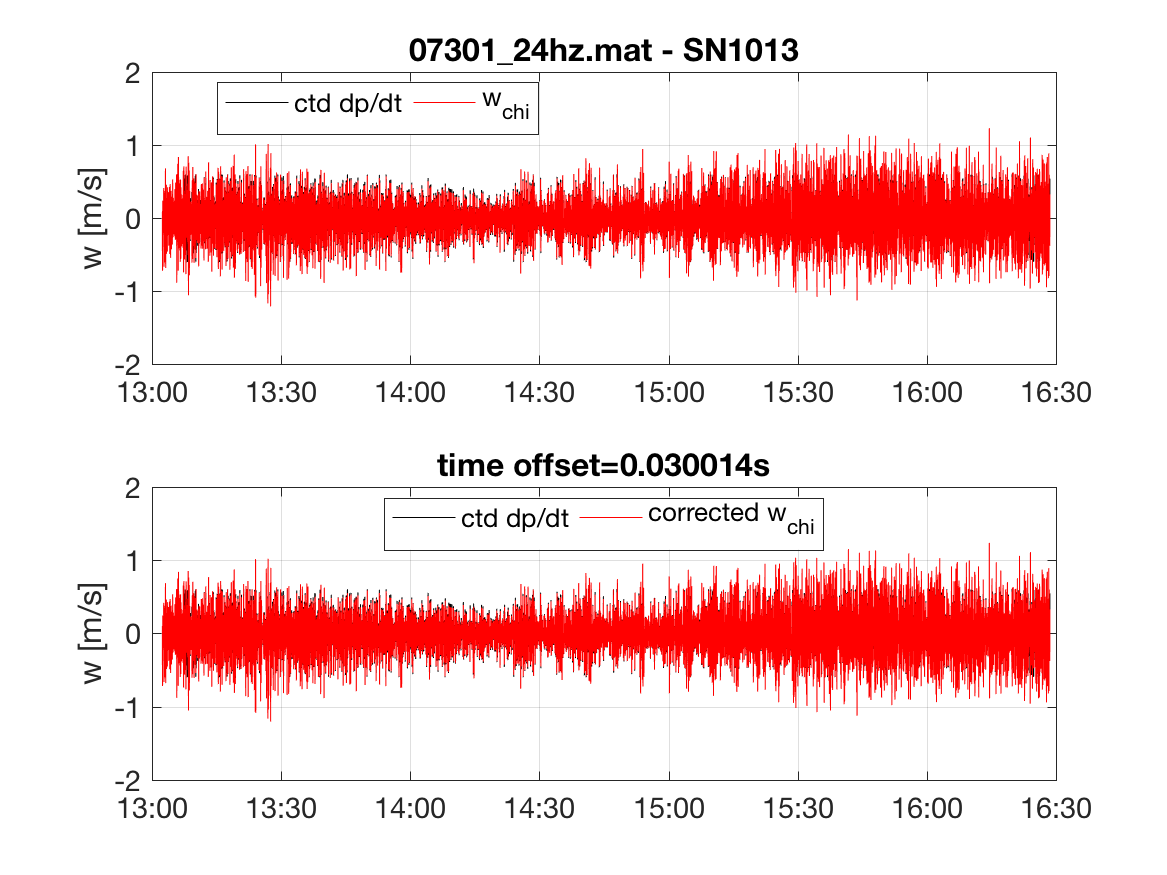 07301_24hz.mat - SN1013
ctd dp/dt w_chi
w [m/s]
2
1
0
-1
-2
13:00 13:30 14:00 14:30 15:00 15:30 16:00 16:30
time offset=0.030014s
ctd dp/dt corrected w_chi
w [m/s]
2
1
0
-1
-2
13:00 13:30 14:00 14:30 15:00 15:30 16:00 16:30